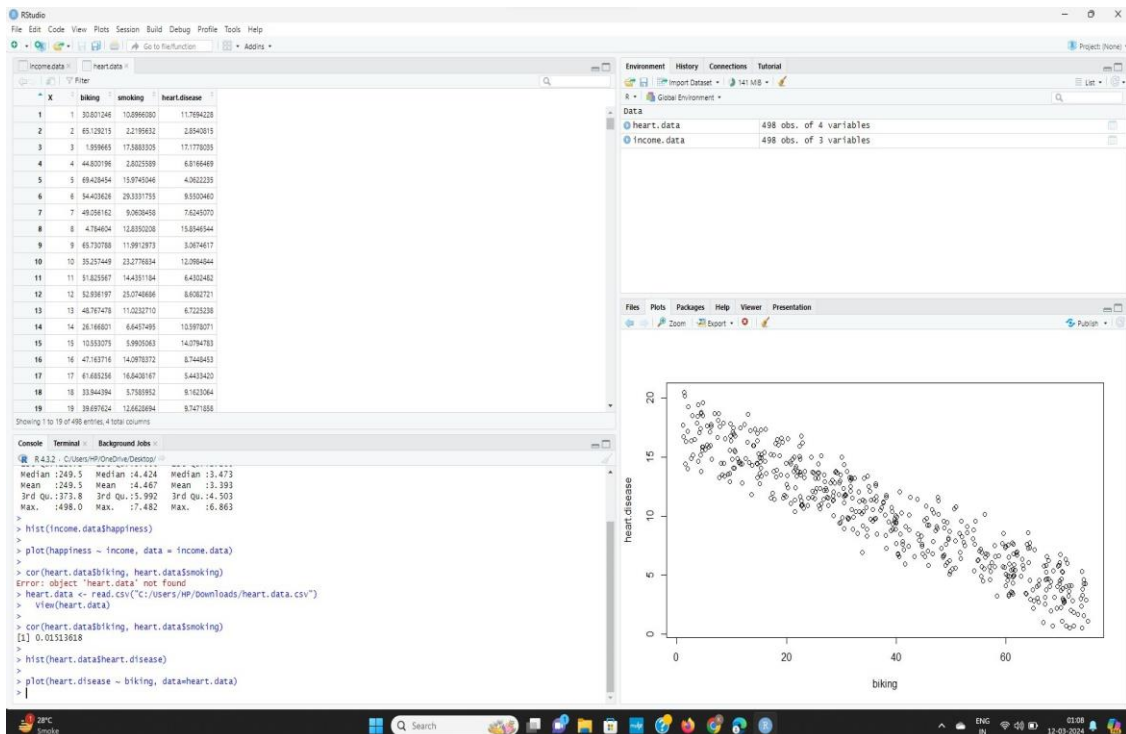 RStudio
File Edit Code View Plots Session Build Debug Profile Tools Help
Go to file/function Addins
Project: (None)
income.data heart.data
Filter
X biking smoking heart.disease
1 1 30.801246 10.8966080 11.7694228
2 2 65.129215 2.2195632 2.8540815
3 3 1.959665 17.5883305 17.1778035
4 4 44.800196 2.8025589 6.8166469
5 5 69.428454 15.9745046 4.0622235
6 6 54.403626 29.3331755 9.5500460
7 7 49.056162 9.0608458 7.6245070
8 8 4.784604 12.8350208 15.8546544
9 9 65.730788 11.9912973 3.0674617
10 10 35.257449 23.2776834 12.0984844
11 11 51.825567 14.4351184 6.4302482
12 12 52.936197 25.0748686 8.6082721
13 13 48.767478 11.0232710 6.7225238
14 14 26.166801 6.6457495 10.5978071
15 15 10.553075 5.9905063 14.0794783
16 16 47.163716 14.0978372 8.7448453
17 17 61.685256 16.8408167 5.4433420
18 18 33.944394 5.7585952 9.1623064
19 19 39.697624 12.6628694 9.7471858
Showing 1 to 19 of 498 entries, 4 total columns
Console Terminal Background Jobs
R 4.3.2 · C:/Users/HP/OneDrive/Desktop/
Median :249.5 Median :4.424 Median :3.473
Mean :249.5 Mean :4.467 Mean :3.393
3rd Qu.:373.8 3rd Qu.:5.992 3rd Qu.:4.503
Max. :498.0 Max. :7.482 Max. :6.863
>
> hist(income.data$happiness)
>
> plot(happiness ~ income, data = income.data)
>
> cor(heart.data$biking, heart.data$smoking)
Error: object 'heart.data' not found
> heart.data <- read.csv("C:/Users/HP/Downloads/heart.data.csv")
> View(heart.data)
>
> cor(heart.data$biking, heart.data$smoking)
[1] 0.01513618
>
> hist(heart.data$heart.disease)
>
> plot(heart.disease ~ biking, data=heart.data)
>
Environment History Connections Tutorial
Import Dataset 141 MiB List
R Global Environment
Data
heart.data 498 obs. of 4 variables
income.data 498 obs. of 3 variables
Files Plots Packages Help Viewer Presentation
Zoom Export Publish
heart.disease
20
15
10
5
0
0 20 40 60
biking
1
28°C
Smoke
Search
ENG
IN
01:08
12-03-2024